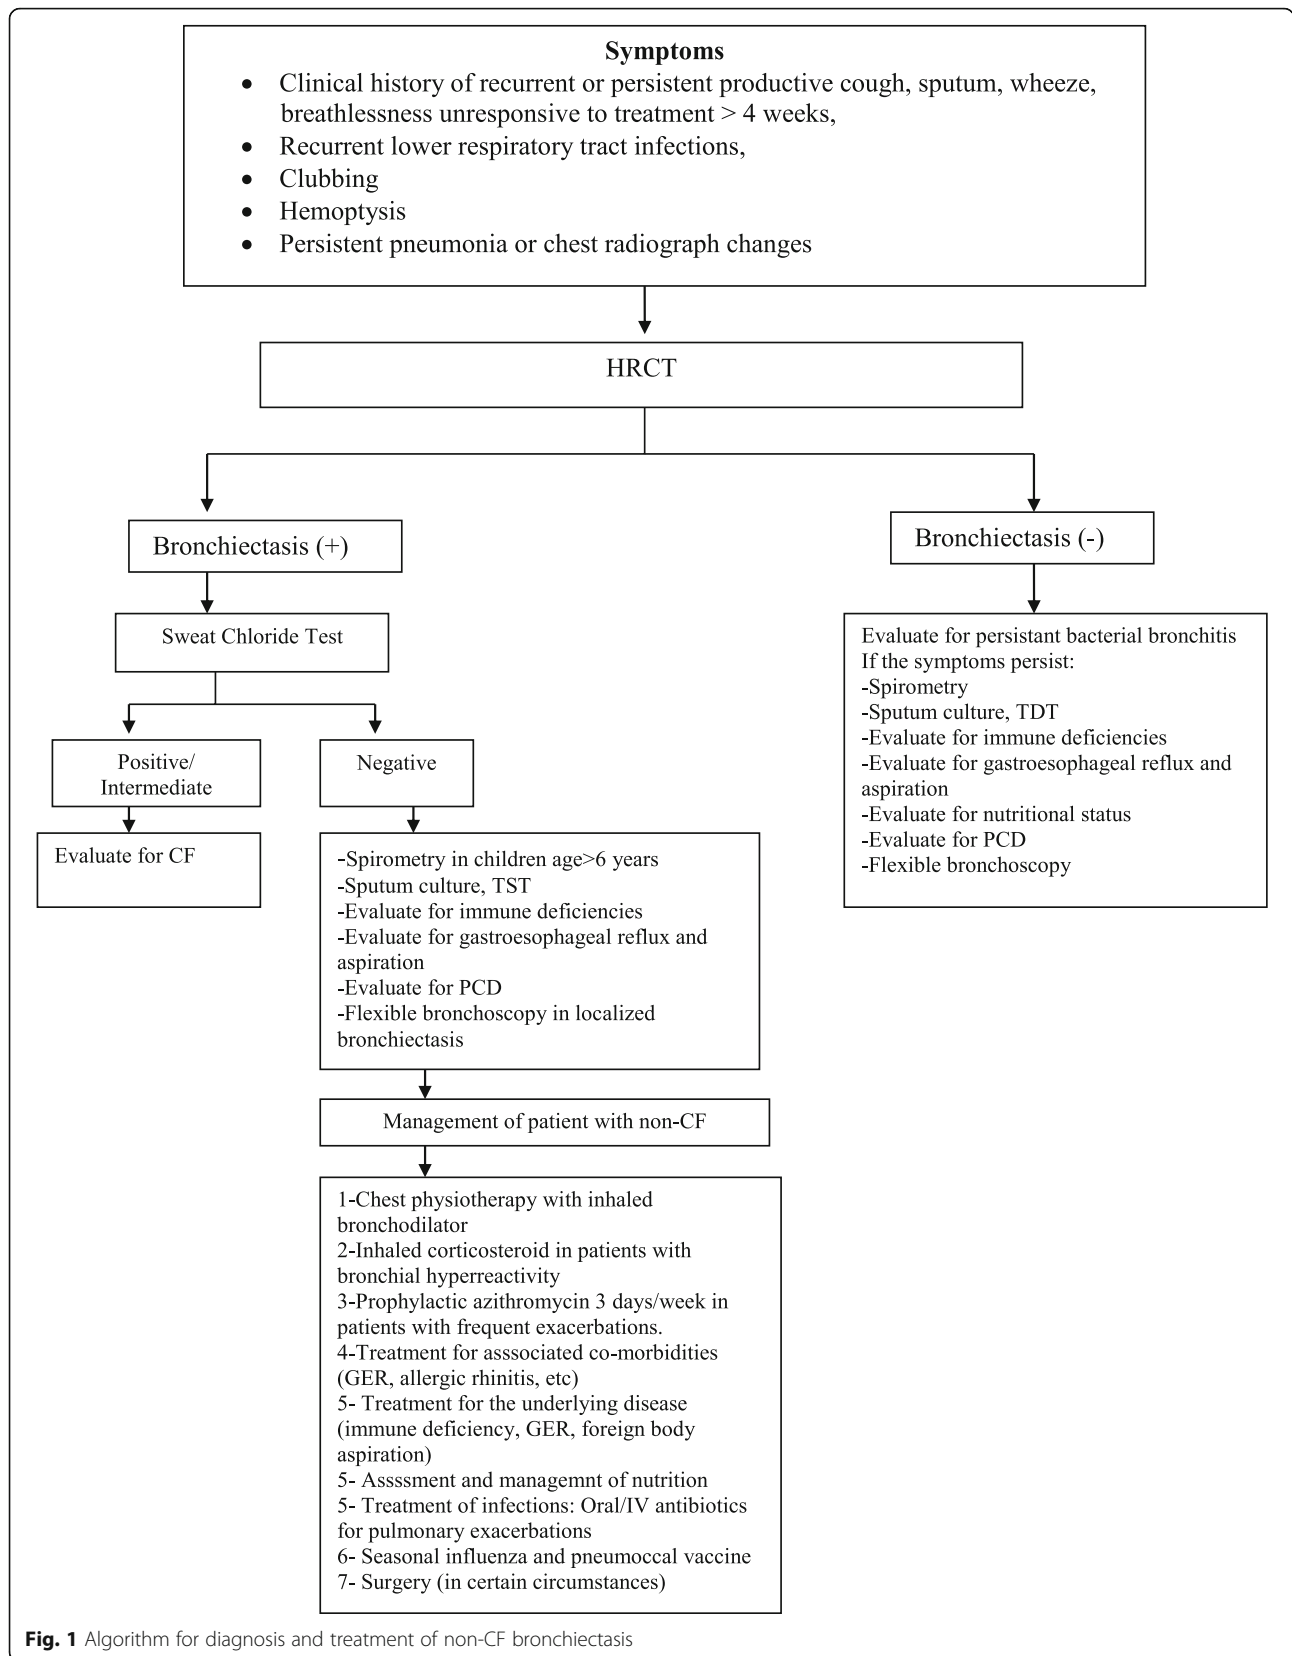 Symptoms
• Clinical history of recurrent or persistent productive cough, sputum, wheeze,
breathlessness unresponsive to treatment > 4 weeks,
• Recurrent lower respiratory tract infections,
• Clubbing
• Hemoptysis
• Persistent pneumonia or chest radiograph changes
HRCT
Bronchiectasis (+)
Bronchiectasis (-)
Sweat Chloride Test
Positive/
Intermediate
Negative
Evaluate for CF
-Spirometry in children age>6 years
-Sputum culture, TST
-Evaluate for immune deficiencies
-Evaluate for gastroesophageal reflux and
aspiration
-Evaluate for PCD
-Flexible bronchoscopy in localized
bronchiectasis
Evaluate for persistant bacterial bronchitis
If the symptoms persist:
-Spirometry
-Sputum culture, TDT
-Evaluate for immune deficiencies
-Evaluate for gastroesophageal reflux and
aspiration
-Evaluate for nutritional status
-Evaluate for PCD
-Flexible bronchoscopy
Management of patient with non-CF
1-Chest physiotherapy with inhaled
bronchodilator
2-Inhaled corticosteroid in patients with
bronchial hyperreactivity
3-Prophylactic azithromycin 3 days/week in
patients with frequent exacerbations.
4-Treatment for asssociated co-morbidities
(GER, allergic rhinitis, etc)
5- Treatment for the underlying disease
(immune deficiency, GER, foreign body
aspiration)
5- Assssment and managemnt of nutrition
5- Treatment of infections: Oral/IV antibiotics
for pulmonary exacerbations
6- Seasonal influenza and pneumoccal vaccine
7- Surgery (in certain circumstances)
Fig. 1 Algorithm for diagnosis and treatment of non-CF bronchiectasis